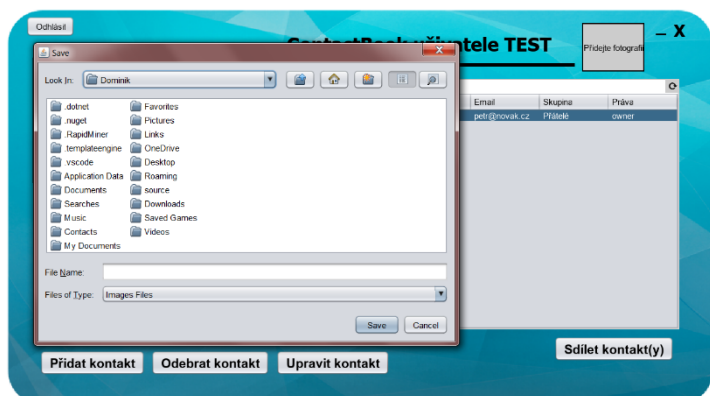 Odhlásit
ContactBook uživatele TEST
Přidejte fotografii
– X
Save
X
Look In:
Dominik
.dotnet
.nuget
.RapidMiner
.templateengine
.vscode
Application Data
Documents
Searches
Music
Contacts
My Documents
Favorites
Pictures
Links
OneDrive
Desktop
Roaming
source
Downloads
Saved Games
Videos
File Name:
Files of Type:
Images Files
Save
Cancel
Email
Skupina
Práva
petr@novak.cz
Přátelé
owner
Přidat kontakt
Odebrat kontakt
Upravit kontakt
Sdílet kontakt(y)